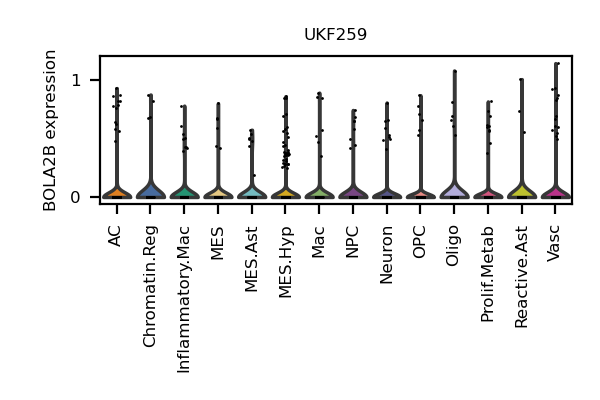 UKF259
BOLA2B expression
1
0
AC
Chromatin.Reg
Inflammatory.Mac
MES
MES.Ast
MES.Hyp
Mac
NPC
Neuron
OPC
Oligo
Prolif.Metab
Reactive.Ast
Vasc